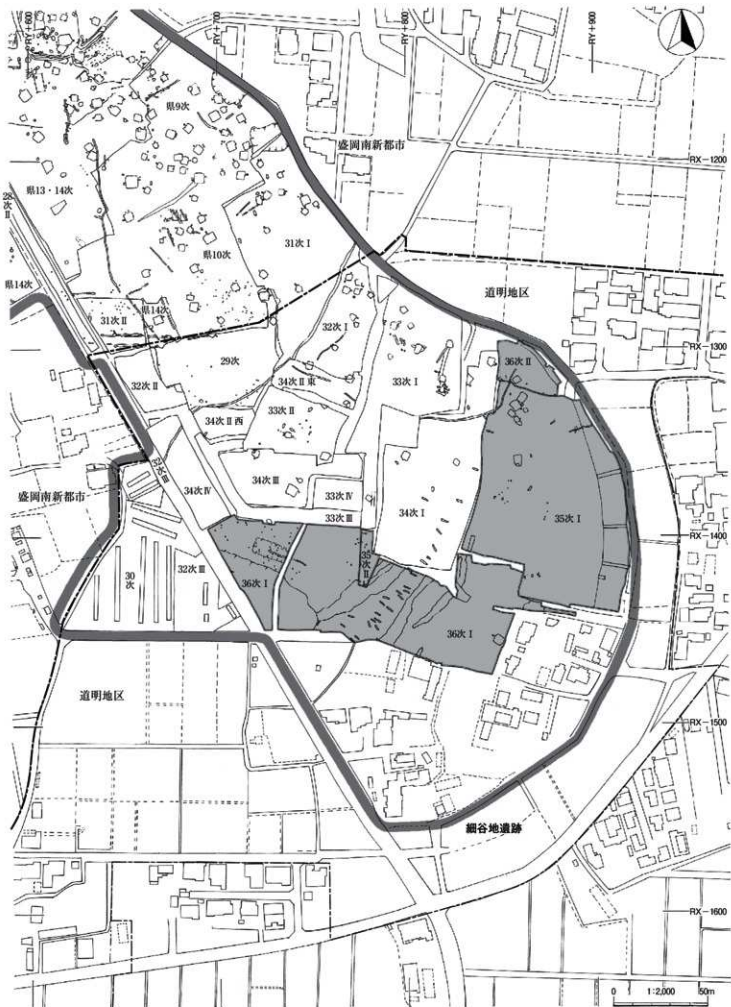 RY+600
RY+700
RY+800
RY+900
県9次
盛岡南新都市
RX-1200
県13・14次
28次Ⅱ
県10次
31次Ⅰ
県14次
道明地区
31次Ⅱ
県14次
32次Ⅰ
RX-1300
29次
36次Ⅱ
32次Ⅱ
34次Ⅱ東
33次Ⅰ
33次Ⅱ
34次Ⅱ西
34次Ⅳ
34次Ⅲ
33次Ⅳ
34次Ⅰ
35次Ⅰ
盛岡南新都市
33次Ⅲ
RX-1400
35次Ⅱ
30次
32次Ⅲ
36次Ⅰ
36次Ⅰ
道明地区
RX-1500
細谷地遺跡
RX-1600
0 1:2,000 50m